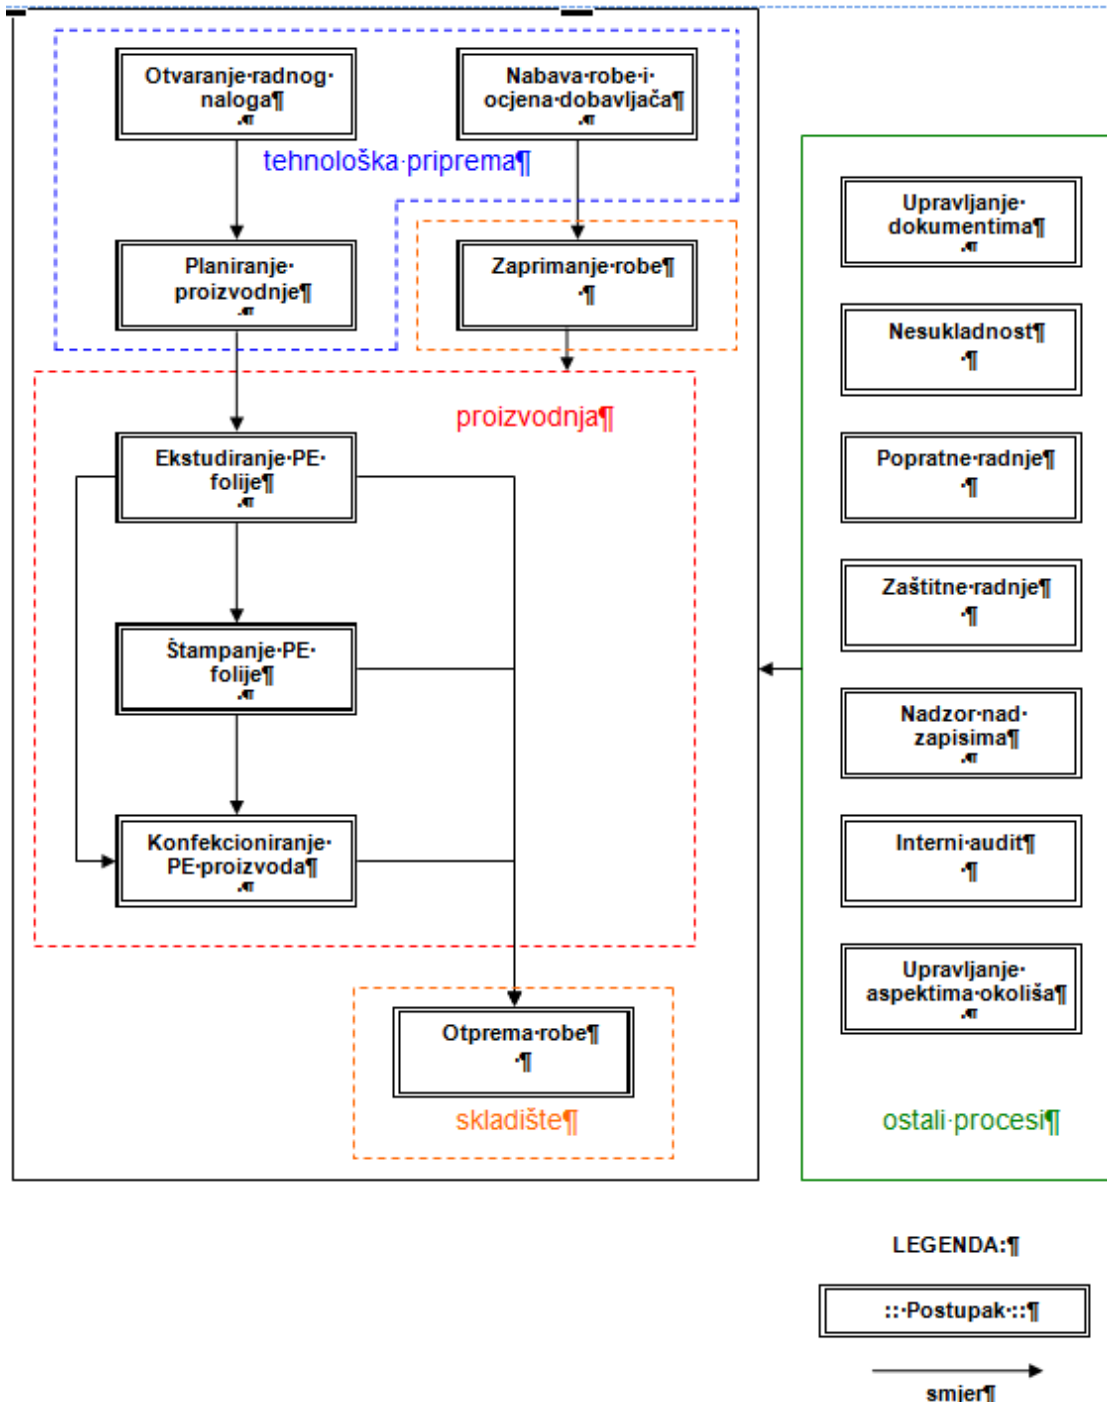 Otvaranje·radnog·
naloga¶
.¶
Nabava·robe·i·
ocjena·dobavljača¶
.¶
tehnološka·priprema¶
Planiranje·
proizvodnje¶
.¶
Zaprimanje·robe¶
·¶
proizvodnja¶
Ekstudiranje·PE·
folije¶
.¶
Štampanje·PE·
folije¶
.¶
Konfekcioniranje·
PE·proizvoda¶
.¶
Otprema·robe¶
·¶
skladište¶
Upravljanje·
dokumentima¶
.¶
Nesukladnost¶
·¶
Popratne·radnje¶
·¶
Zaštitne·radnje¶
·¶
Nadzor·nad·
zapisima¶
.¶
Interni·audit¶
·¶
Upravljanje·
aspektima·okoliša¶
.¶
ostali·procesi¶
LEGENDA:¶
::·Postupak·::¶
smjer¶